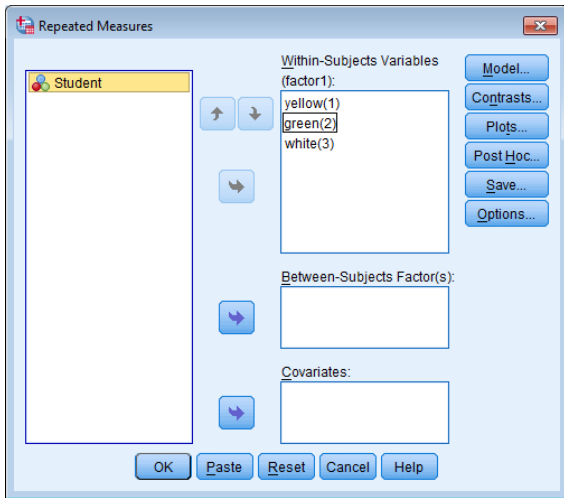 Repeated Measures
Student
Within-Subjects Variables
(factor1):
yellow(1)
green(2)
white(3)
Between-Subjects Factor(s):
Covariates:
Model...
Contrasts...
Plots...
Post Hoc...
Save...
Options...
OK
Paste
Reset
Cancel
Help